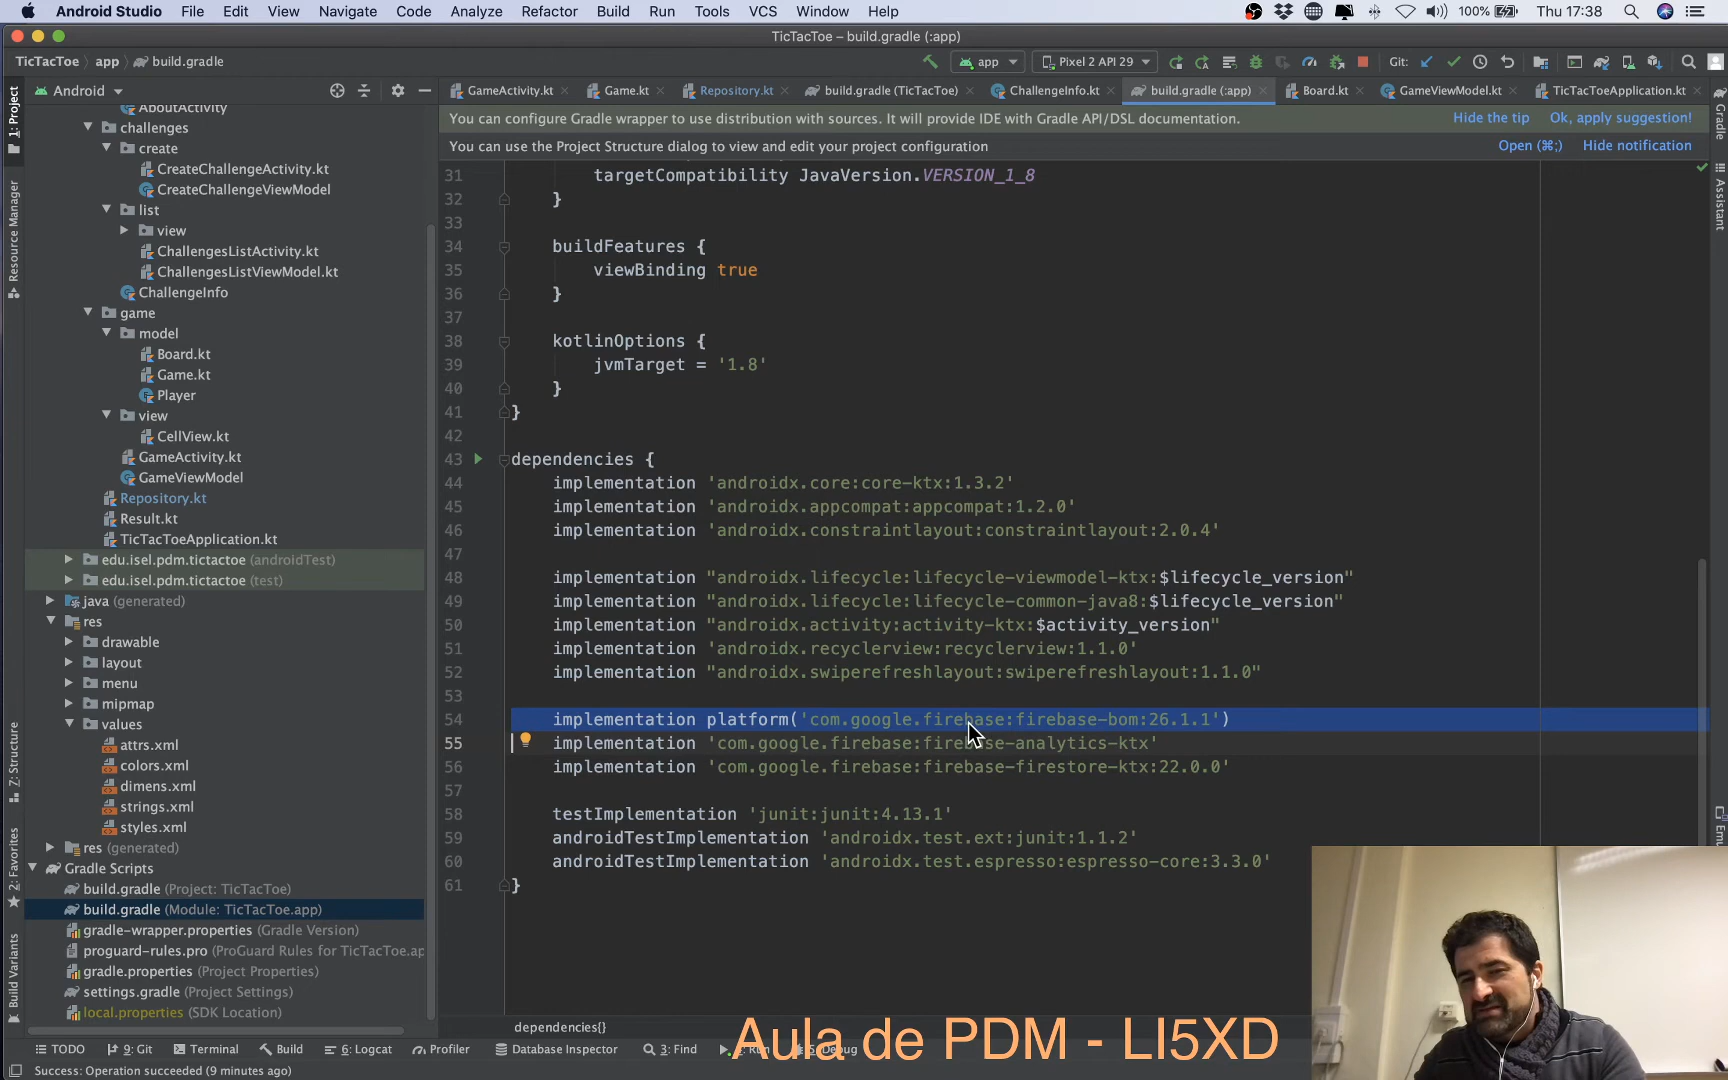 Android Studio File Edit View Navigate Code Analyze Refactor Build Run Tools VCS Window Help 100% Thu 17:38
TicTacToe – build.gradle (:app)
TicTacToe app build.gradle app Pixel 2 API 29 Git:
Android GameActivity.kt Game.kt Repository.kt build.gradle (TicTacToe) ChallengeInfo.kt build.gradle (:app) Board.kt GameViewModel.kt TicTacToeApplication.kt
You can configure Gradle wrapper to use distribution with sources. It will provide IDE with Gradle API/DSL documentation. Hide the tip Ok, apply suggestion!
You can use the Project Structure dialog to view and edit your project configuration Open (⌘;) Hide notification
1: Project
Resource Manager
7: Structure
2: Favorites
Build Variants
AboutActivity
challenges
create
CreateChallengeActivity.kt
CreateChallengeViewModel
list
view
ChallengesListActivity.kt
ChallengesListViewModel.kt
ChallengeInfo
game
model
Board.kt
Game.kt
Player
view
CellView.kt
GameActivity.kt
GameViewModel
Repository.kt
Result.kt
TicTacToeApplication.kt
edu.isel.pdm.tictactoe (androidTest)
edu.isel.pdm.tictactoe (test)
java (generated)
res
drawable
layout
menu
mipmap
values
attrs.xml
colors.xml
dimens.xml
strings.xml
styles.xml
res (generated)
Gradle Scripts
build.gradle (Project: TicTacToe)
build.gradle (Module: TicTacToe.app)
gradle-wrapper.properties (Gradle Version)
proguard-rules.pro (ProGuard Rules for TicTacToe.ap
gradle.properties (Project Properties)
settings.gradle (Project Settings)
local.properties (SDK Location)
31 targetCompatibility JavaVersion.VERSION_1_8
32 }
33
34 buildFeatures {
35 viewBinding true
36 }
37
38 kotlinOptions {
39 jvmTarget = '1.8'
40 }
41 }
42
43 dependencies {
44 implementation 'androidx.core:core-ktx:1.3.2'
45 implementation 'androidx.appcompat:appcompat:1.2.0'
46 implementation 'androidx.constraintlayout:constraintlayout:2.0.4'
47
48 implementation "androidx.lifecycle:lifecycle-viewmodel-ktx:$lifecycle_version"
49 implementation "androidx.lifecycle:lifecycle-common-java8:$lifecycle_version"
50 implementation "androidx.activity:activity-ktx:$activity_version"
51 implementation 'androidx.recyclerview:recyclerview:1.1.0'
52 implementation "androidx.swiperefreshlayout:swiperefreshlayout:1.1.0"
53
54 implementation platform('com.google.firebase:firebase-bom:26.1.1')
55 implementation 'com.google.firebase:firebase-analytics-ktx'
56 implementation 'com.google.firebase:firebase-firestore-ktx:22.0.0'
57
58 testImplementation 'junit:junit:4.13.1'
59 androidTestImplementation 'androidx.test.ext:junit:1.1.2'
60 androidTestImplementation 'androidx.test.espresso:espresso-core:3.3.0'
61 }
Gradle
Assistant
dependencies{}
Aula de PDM - LI5XD
TODO 9: Git Terminal Build 6: Logcat Profiler Database Inspector 3: Find
Success: Operation succeeded (9 minutes ago)